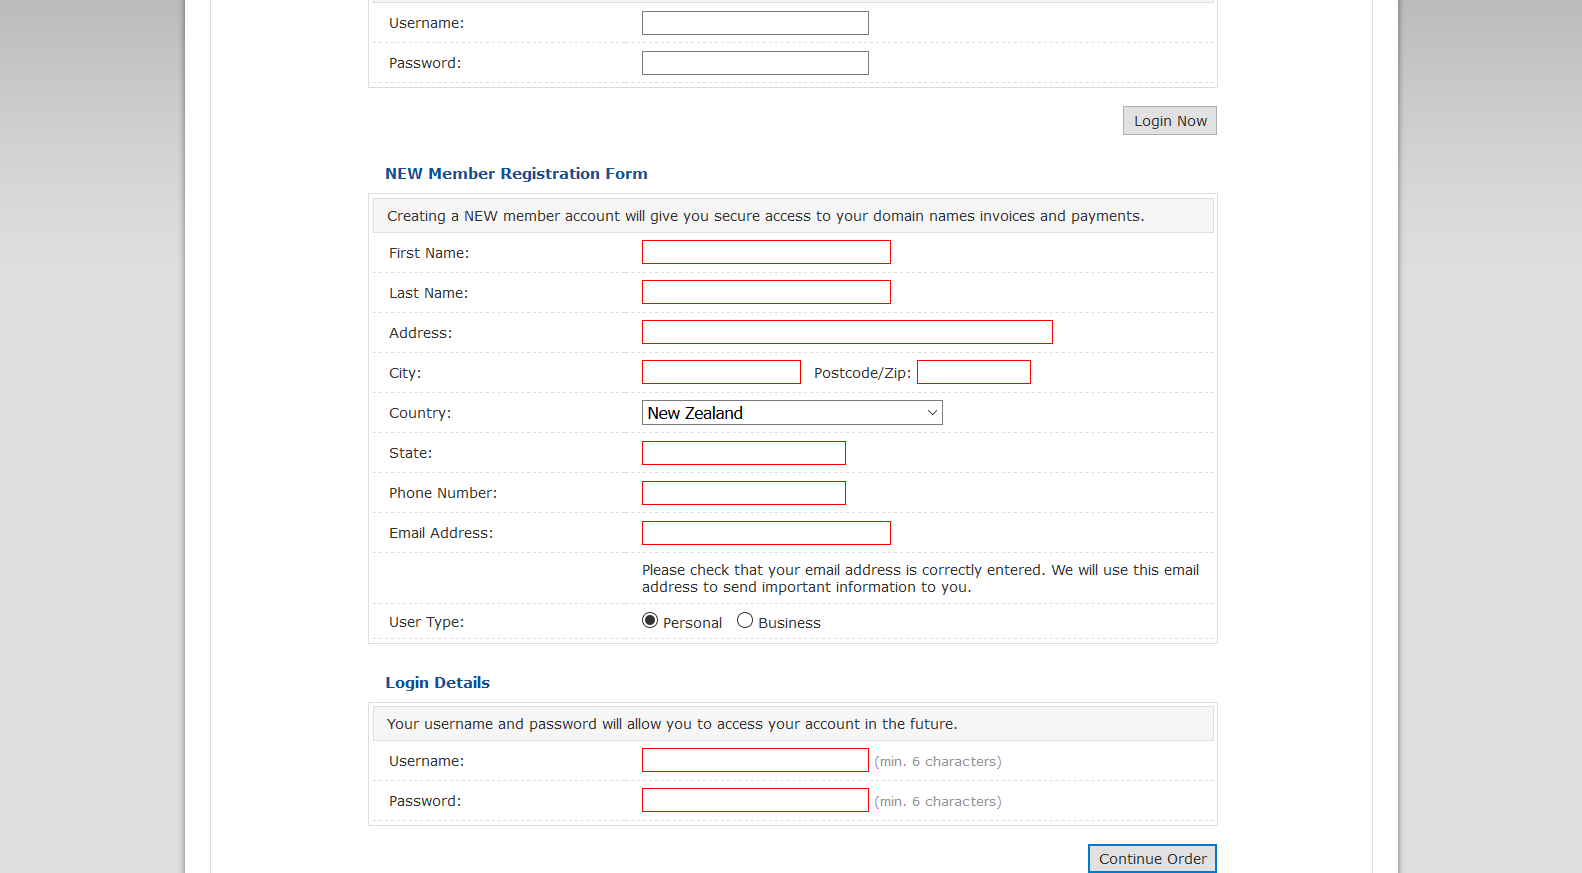 Username:
Password:
Login Now
NEW Member Registration Form
Creating a NEW member account will give you secure access to your domain names invoices and payments.
First Name:
Last Name:
Address:
City: Postcode/Zip:
Country: New Zealand
State:
Phone Number:
Email Address:
Please check that your email address is correctly entered. We will use this email
address to send important information to you.
User Type: Personal Business
Login Details
Your username and password will allow you to access your account in the future.
Username: (min. 6 characters)
Password: (min. 6 characters)
Continue Order